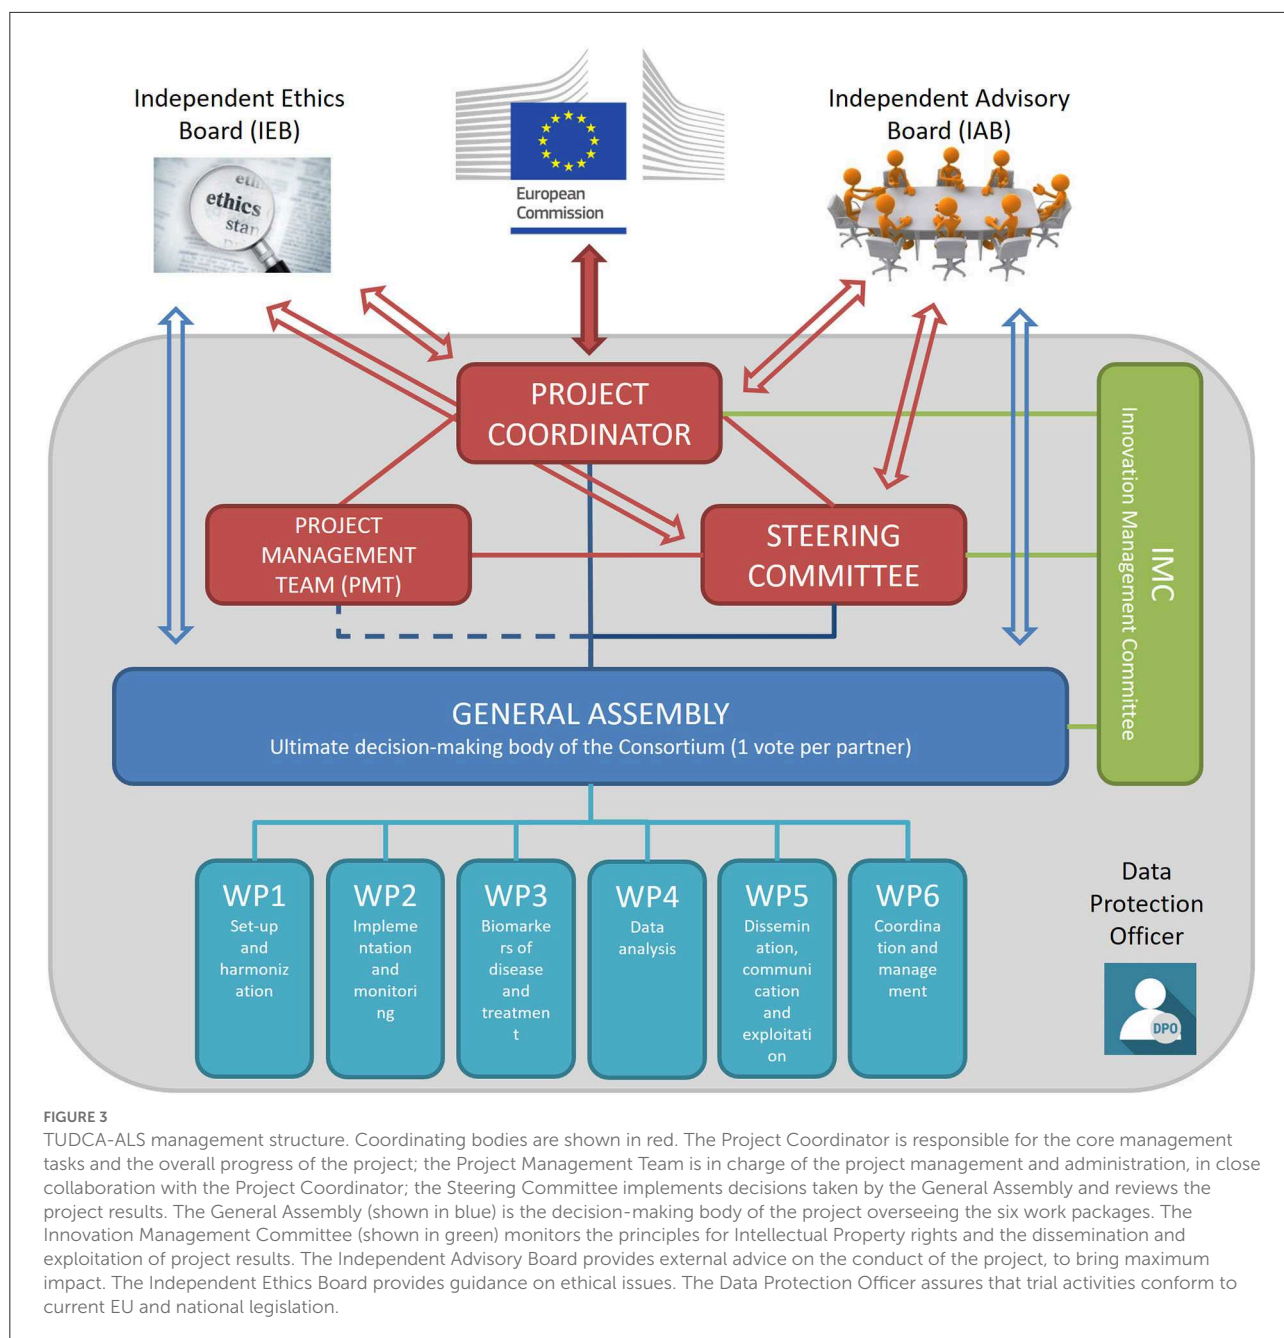 Independent Ethics
Board (IEB)
eth
ethics
stan
European
Commission
Independent Advisory
Board (IAB)
PROJECT
COORDINATOR
PROJECT
MANAGEMENT
TEAM (PMT)
STEERING
COMMITTEE
IMC
Innovation Management Committee
GENERAL ASSEMBLY
Ultimate decision-making body of the Consortium (1 vote per partner)
WP1
Set-up
and
harmoniz
ation
WP2
Impleme
ntation
and
monitori
ng
WP3
Biomarke
rs of
disease
and
treatmen
t
WP4
Data
analysis
WP5
Dissemin
ation,
communi
cation
and
exploitati
on
WP6
Coordina
tion and
manage
ment
Data
Protection
Officer
DPO
FIGURE 3
TUDCA-ALS management structure. Coordinating bodies are shown in red. The Project Coordinator is responsible for the core management
tasks and the overall progress of the project; the Project Management Team is in charge of the project management and administration, in close
collaboration with the Project Coordinator; the Steering Committee implements decisions taken by the General Assembly and reviews the
project results. The General Assembly (shown in blue) is the decision-making body of the project overseeing the six work packages. The
Innovation Management Committee (shown in green) monitors the principles for Intellectual Property rights and the dissemination and
exploitation of project results. The Independent Advisory Board provides external advice on the conduct of the project, to bring maximum
impact. The Independent Ethics Board provides guidance on ethical issues. The Data Protection Officer assures that trial activities conform to
current EU and national legislation.